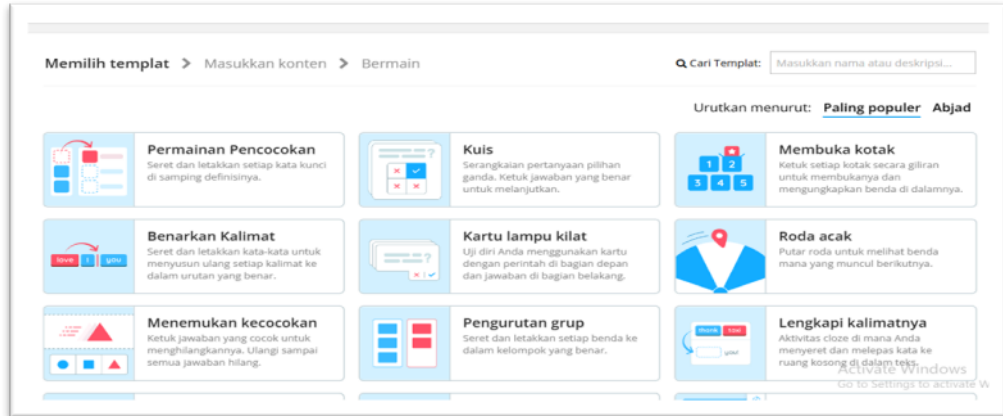 Memilih templat > Masukkan konten > Bermain
Cari Templat: Masukkan nama atau deskripsi...
Urutkan menurut: Paling populer Abjad
Permainan Pencocokan
Seret dan letakkan setiap kata kunci
di samping definisinya.
Kuis
Serangkaian pertanyaan pilihan
ganda. Ketuk jawaban yang benar
untuk melanjutkan.
Membuka kotak
Ketuk setiap kotak secara giliran
untuk membukanya dan
mengungkapkan benda di dalamnya.
1 2
3 4 5
Benarkan Kalimat
Seret dan letakkan kata-kata untuk
menyusun ulang setiap kalimat ke
dalam urutan yang benar.
love I you
Kartu lampu kilat
Uji diri Anda menggunakan kartu
dengan perintah di bagian depan
dan jawaban di bagian belakang.
Roda acak
Putar roda untuk melihat benda
mana yang muncul berikutnya.
Menemukan kecocokan
Ketuk jawaban yang cocok untuk
menghilangkannya. Ulangi sampai
semua jawaban hilang.
Pengurutan grup
Seret dan letakkan setiap benda ke
dalam kelompok yang benar.
Lengkapi kalimatnya
Aktivitas cloze di mana Anda
menyeret dan melepas kata ke
ruang kosong di dalam teks.
thank
you!
Activate Windows
Go to Settings to activate W